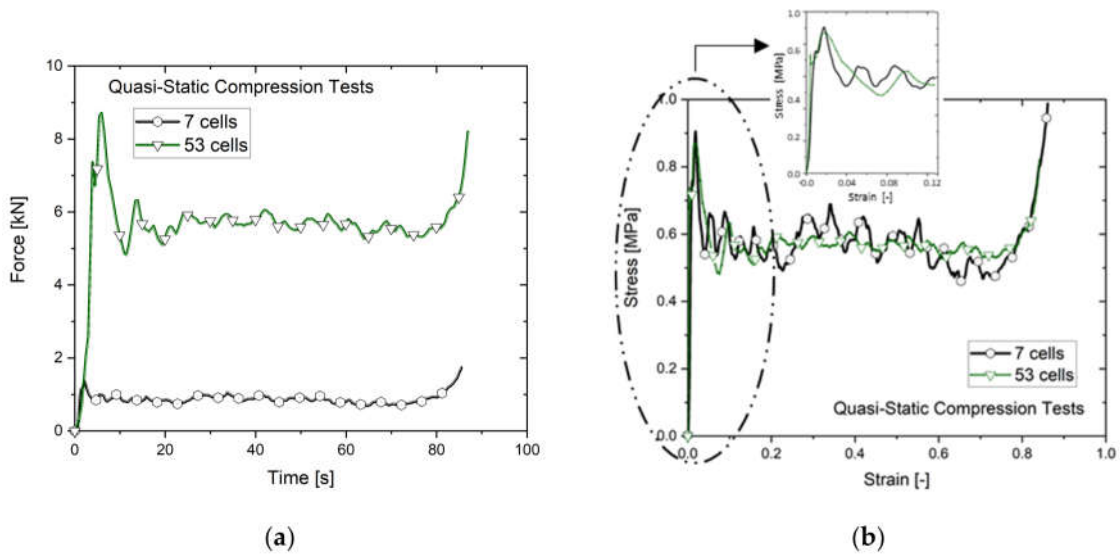 Force [kN]
10
8
6
4
2
0
Quasi-Static Compression Tests
7 cells
53 cells
0 20 40 60 80 100
Time [s]
(a)
Stress [MPa]
1.0
0.8
0.6
0.4
0.2
0.0
Stress [MPa]
1.0
0.6
0.4
0.2
0.0
-0.0 0.04 0.08 0.12
Strain [-]
7 cells
53 cells
Quasi-Static Compression Tests
0.0 0.2 0.4 0.6 0.8 1.0
Strain [-]
(b)